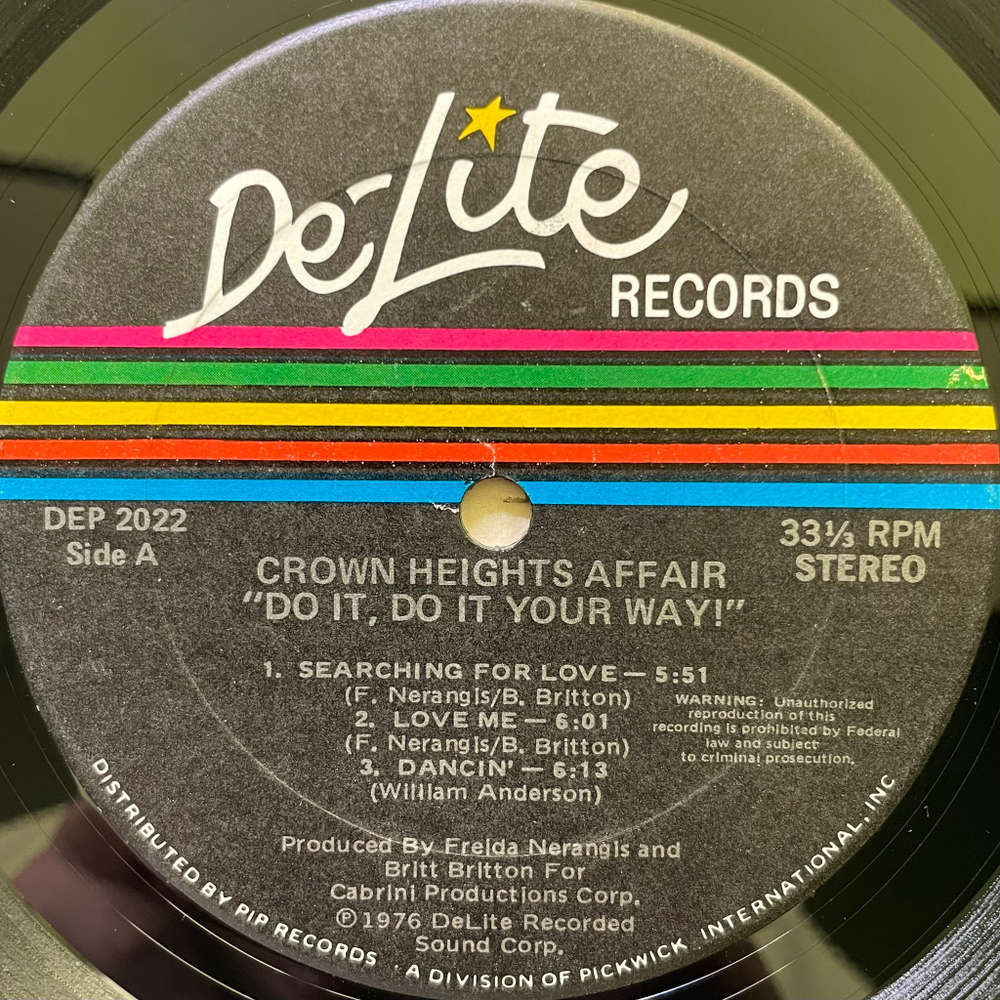 De-Lite
RECORDS
DEP 2022
Side A
33⅓ RPM
STEREO
CROWN HEIGHTS AFFAIR
"DO IT, DO IT YOUR WAY!"
1. SEARCHING FOR LOVE — 5:51
(F. Nerangis/B. Britton)
2. LOVE ME — 6:01
(F. Nerangis/B. Britton)
3. DANCIN' — 6:13
(William Anderson)
WARNING: Unauthorized
reproduction of this
recording is prohibited by Federal
law and subject
to criminal prosecution.
Produced By Freida Nerangis and
Britt Britton For
Cabrini Productions Corp.
Ⓟ1976 DeLite Recorded
Sound Corp.
DISTRIBUTED BY PIP RECORDS · A DIVISION OF PICKWICK INTERNATIONAL, INC